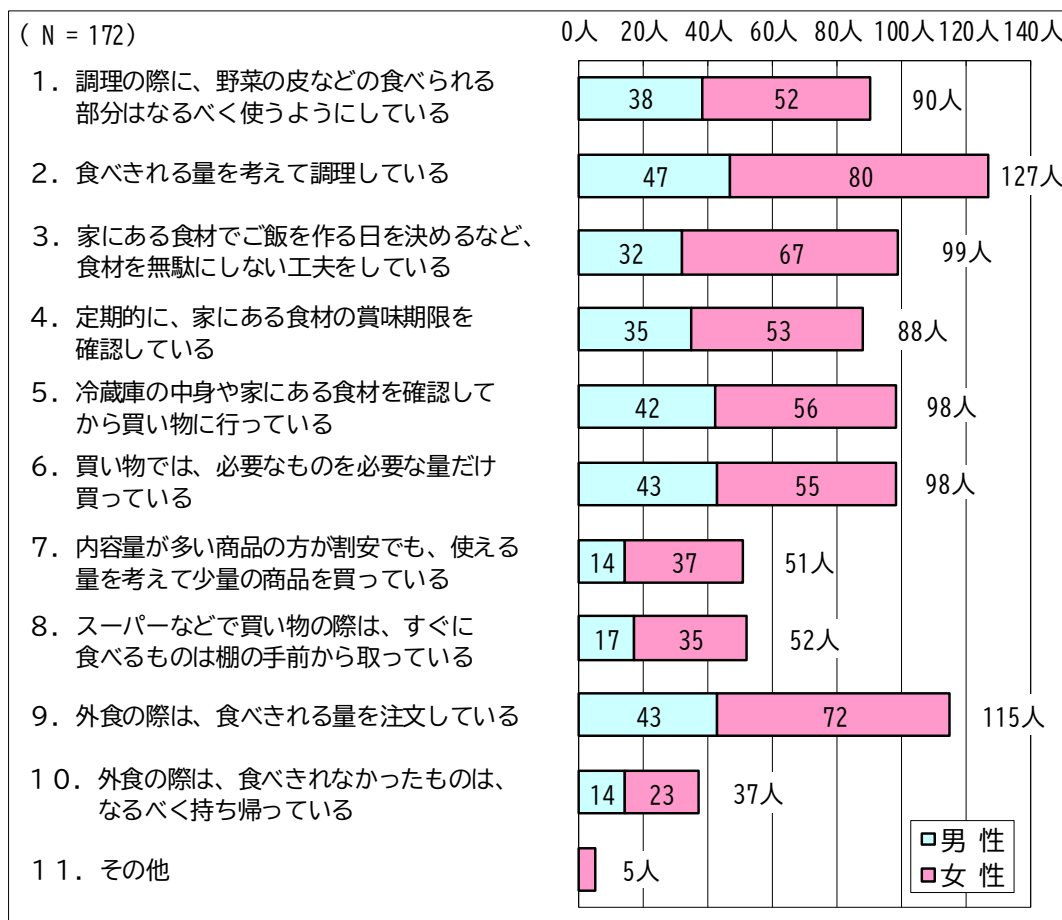 ( N = 172)
0人 20人 40人 60人 80人 100人 120人 140人
1．調理の際に、野菜の皮などの食べられる
部分はなるべく使うようにしている
38 52 90人
2．食べきれる量を考えて調理している
47 80 127人
3．家にある食材でご飯を作る日を決めるなど、
食材を無駄にしない工夫をしている
32 67 99人
4．定期的に、家にある食材の賞味期限を
確認している
35 53 88人
5．冷蔵庫の中身や家にある食材を確認して
から買い物に行っている
42 56 98人
6．買い物では、必要なものを必要な量だけ
買っている
43 55 98人
7．内容量が多い商品の方が割安でも、使える
量を考えて少量の商品を買っている
14 37 51人
8．スーパーなどで買い物の際は、すぐに
食べるものは棚の手前から取っている
17 35 52人
9．外食の際は、食べきれる量を注文している
43 72 115人
10．外食の際は、食べきれなかったものは、
なるべく持ち帰っている
14 23 37人
11．その他
5人
男 性
女 性